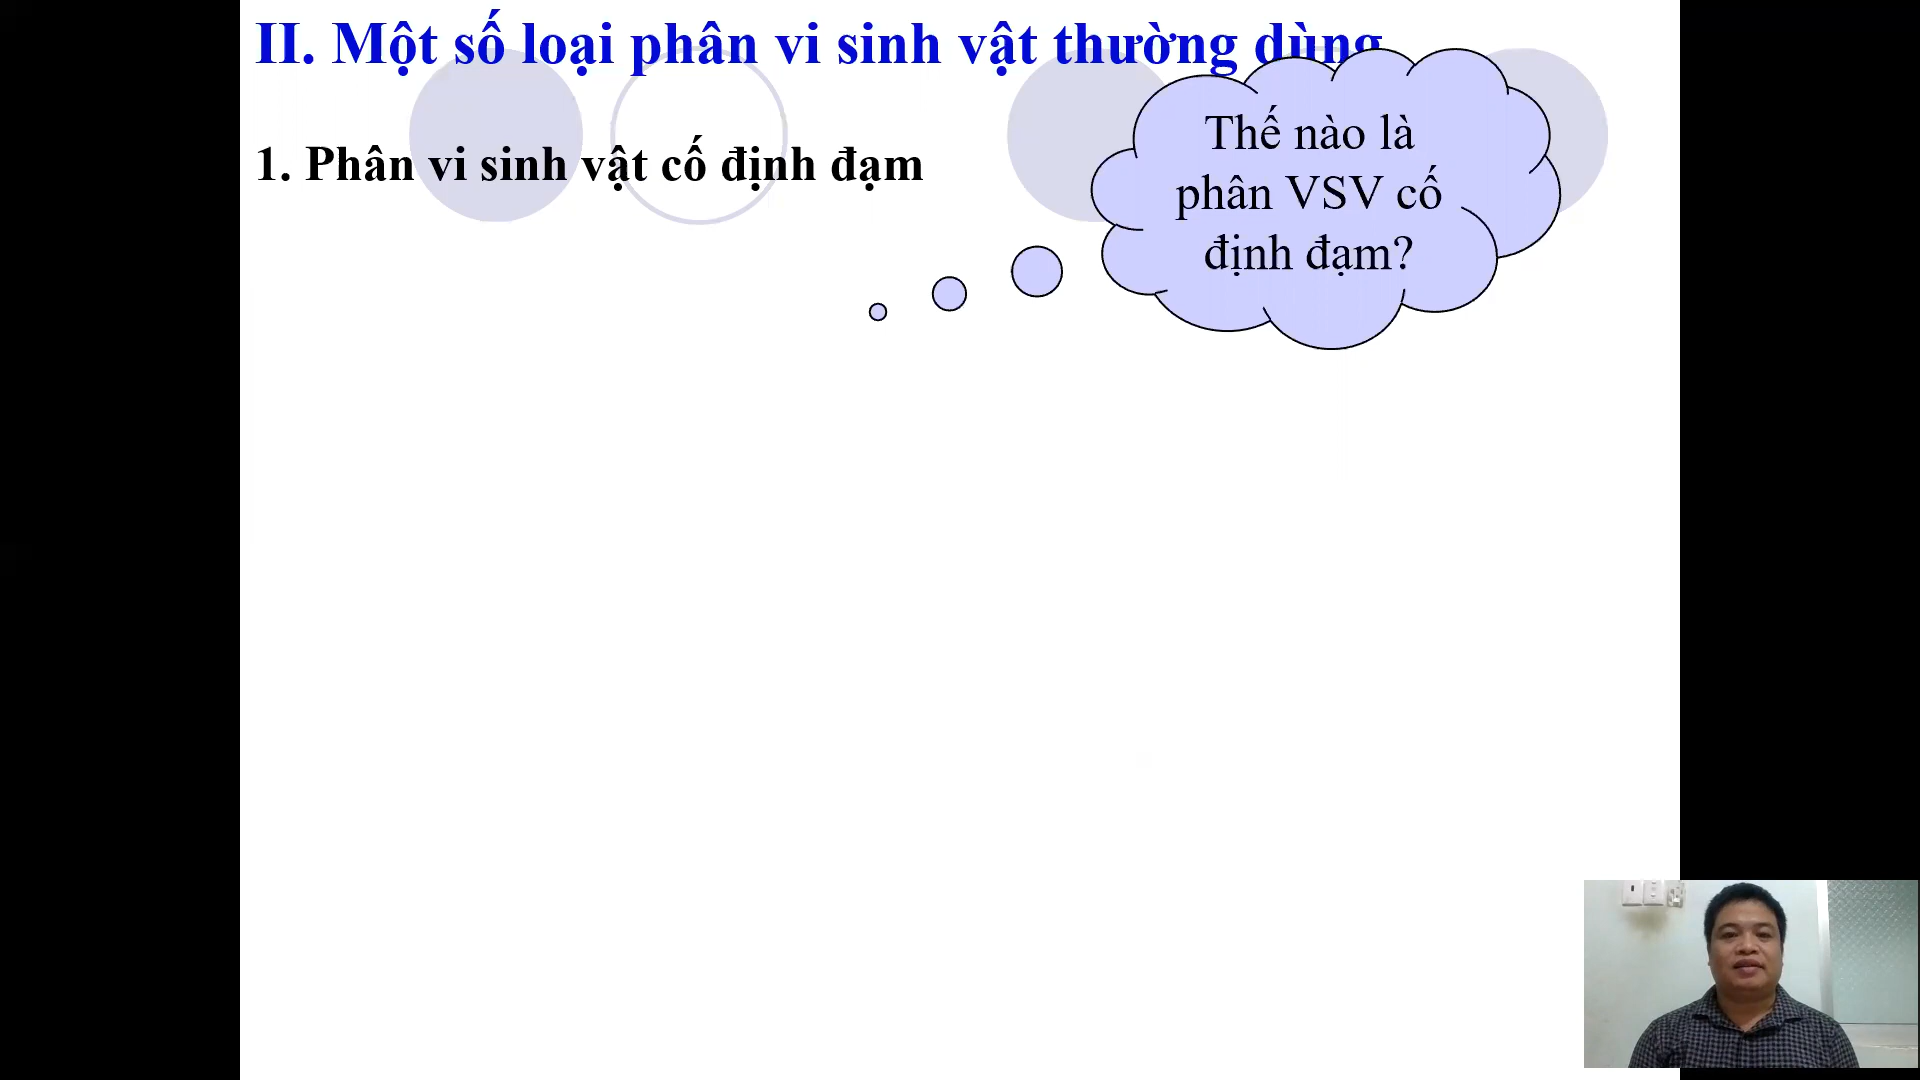 II. Một số loại phân vi sinh vật thường dùng
1. Phân vi sinh vật cố định đạm
Thế nào là
phân VSV cố
định đạm?